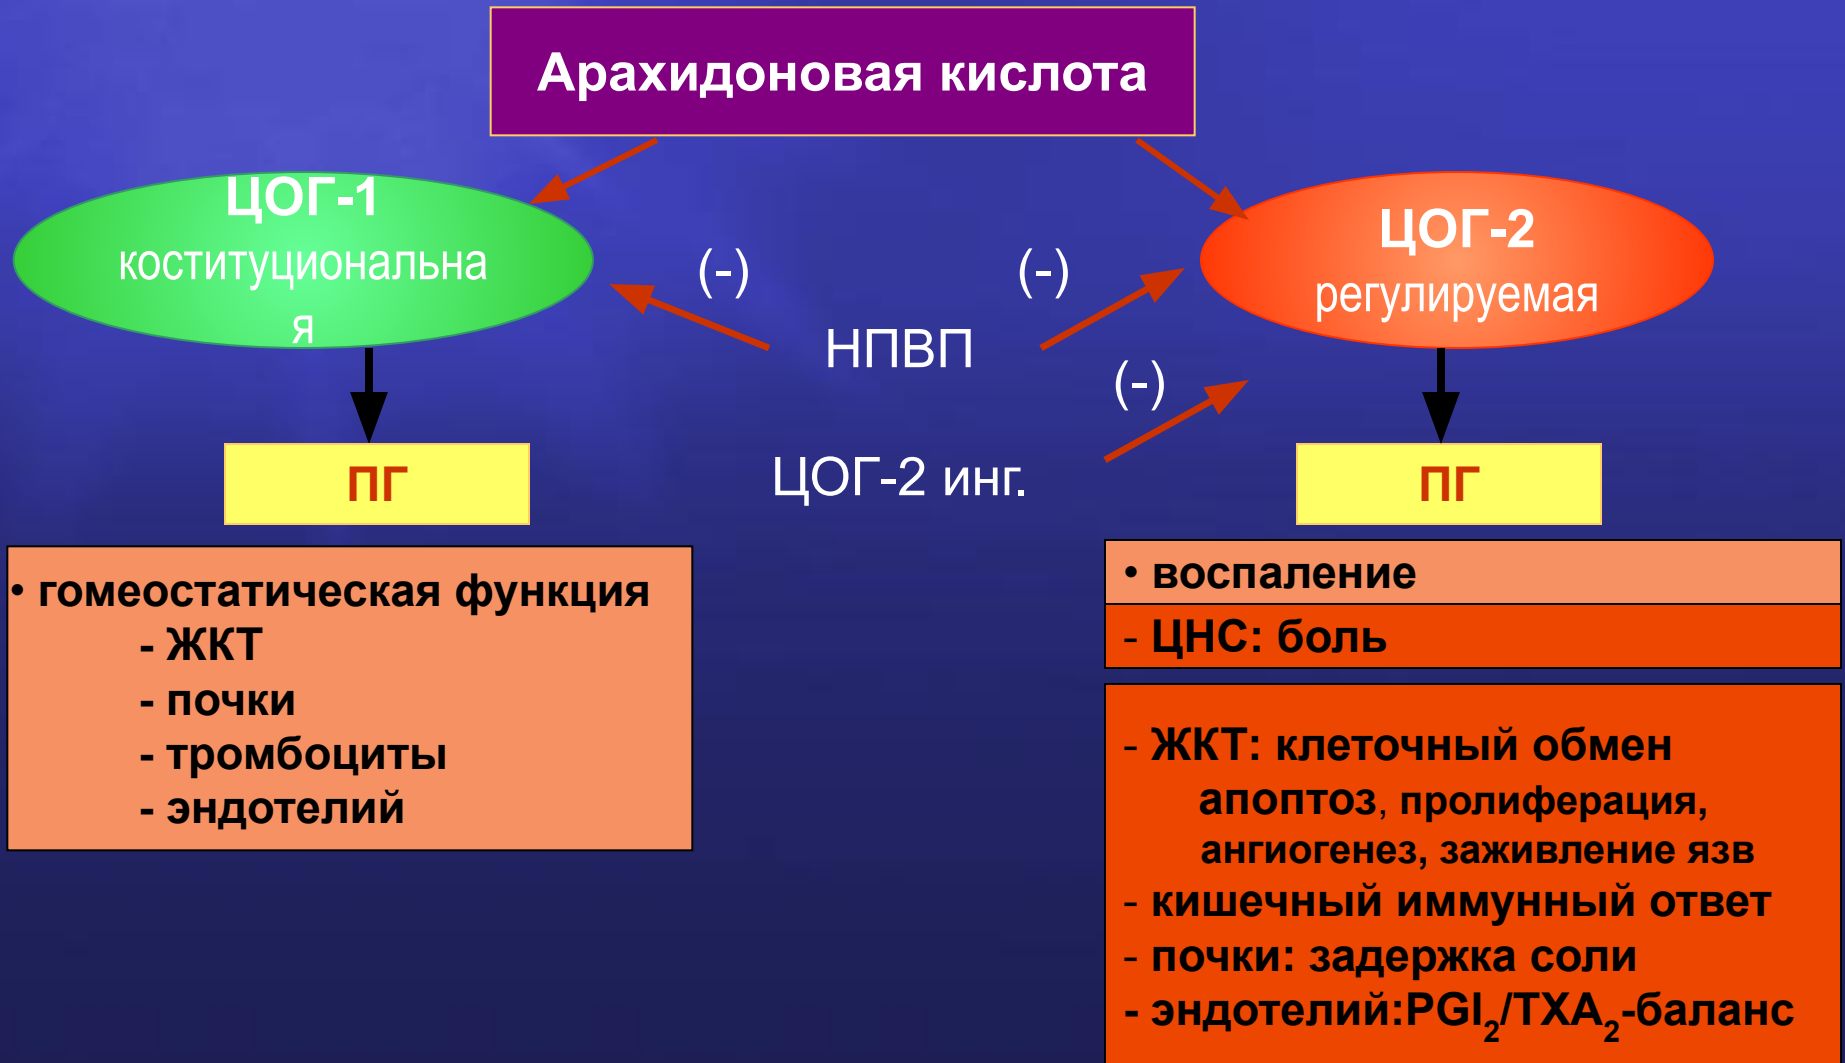 Арахидоновая кислота
ЦОГ-1
коституциональна
я
(-)
(-)
ЦОГ-2
регулируемая
НПВП
(-)
ЦОГ-2 инг.
ПГ
ПГ
• гомеостатическая функция
- ЖКТ
- почки
- тромбоциты
- эндотелий
• воспаление
- ЦНС: боль
- ЖКТ: клеточный обмен
апоптоз, пролиферация,
ангиогенез, заживление язв
- кишечный иммунный ответ
- почки: задержка соли
- эндотелий:PGI₂/TXA₂-баланс